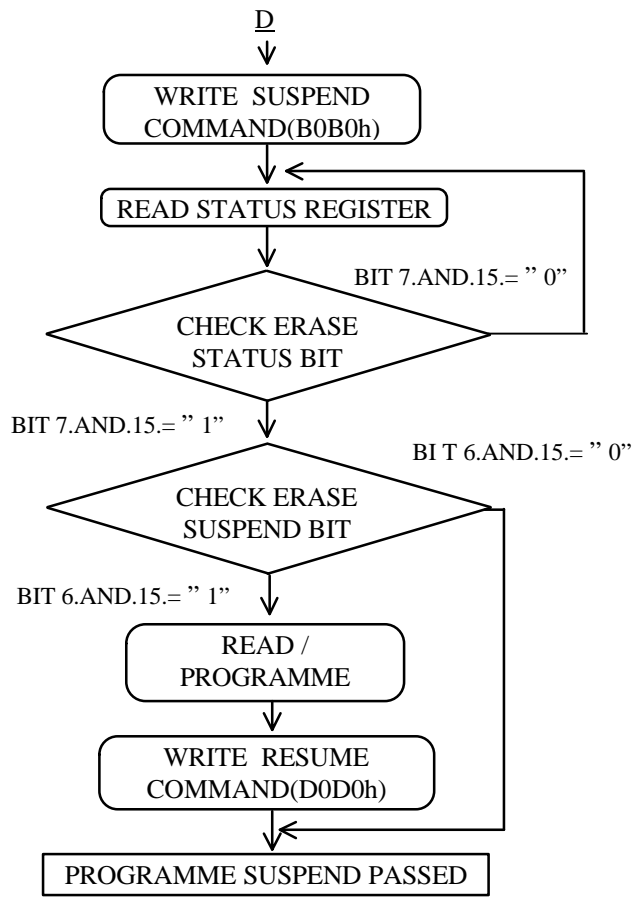 D
WRITE SUSPEND
COMMAND(B0B0h)
READ STATUS REGISTER
BIT 7.AND.15.= ” 0”
CHECK ERASE
STATUS BIT
BIT 7.AND.15.= ” 1”
BI T 6.AND.15.= ” 0”
CHECK ERASE
SUSPEND BIT
BIT 6.AND.15.= ” 1”
READ /
PROGRAMME
WRITE RESUME
COMMAND(D0D0h)
PROGRAMME SUSPEND PASSED